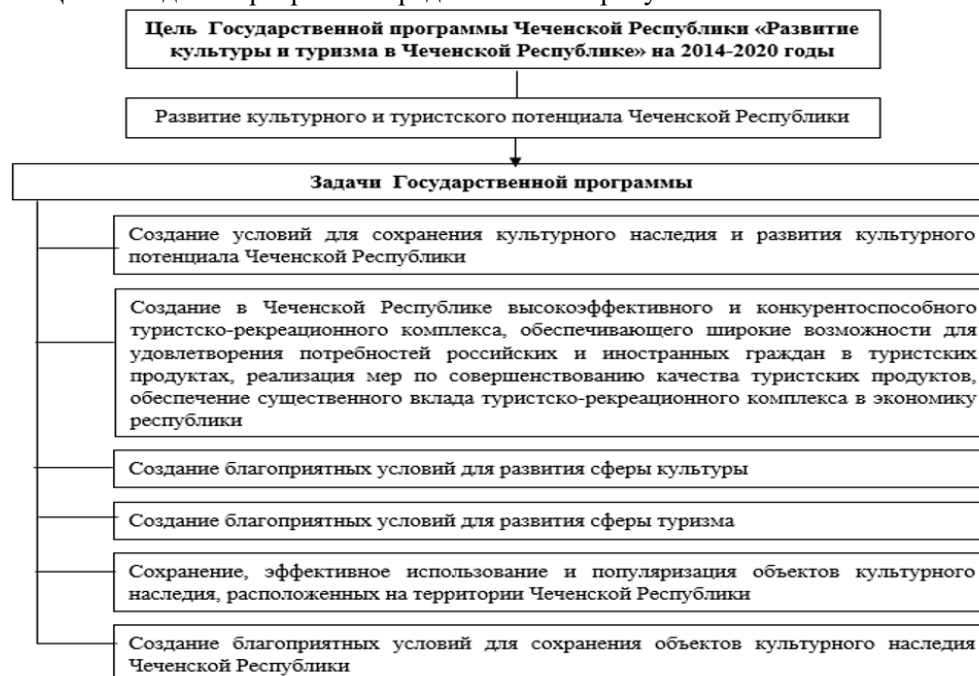 Цель Государственной программы Чеченской Республики «Развитие
культуры и туризма в Чеченской Республике» на 2014-2020 годы
Развитие культурного и туристского потенциала Чеченской Республики
Задачи Государственной программы
Создание условий для сохранения культурного наследия и развития культурного
потенциала Чеченской Республики
Создание в Чеченской Республике высокоэффективного и конкурентоспособного
туристско-рекреационного комплекса, обеспечивающего широкие возможности для
удовлетворения потребностей российских и иностранных граждан в туристских
продуктах, реализация мер по совершенствованию качества туристских продуктов,
обеспечение существенного вклада туристско-рекреационного комплекса в экономику
республики
Создание благоприятных условий для развития сферы культуры
Создание благоприятных условий для развития сферы туризма
Сохранение, эффективное использование и популяризация объектов культурного
наследия, расположенных на территории Чеченской Республики
Создание благоприятных условий для сохранения объектов культурного наследия
Чеченской Республики